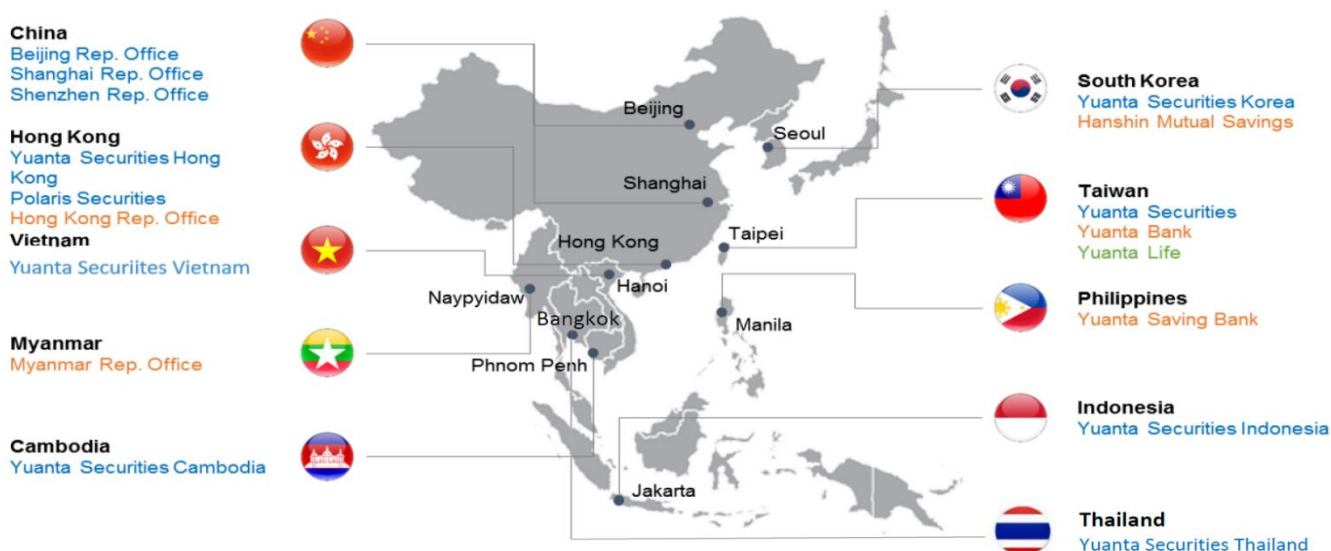 China
Beijing Rep. Office
Shanghai Rep. Office
Shenzhen Rep. Office
Hong Kong
Yuanta Securities Hong
Kong
Polaris Securities
Hong Kong Rep. Office
Vietnam
Yuanta Securiites Vietnam
Myanmar
Myanmar Rep. Office
Cambodia
Yuanta Securities Cambodia
Beijing
Seoul
Shanghai
Taipei
Hong Kong
Hanoi
Naypyidaw
Bangkok
Manila
Phnom Penh
Jakarta
South Korea
Yuanta Securities Korea
Hanshin Mutual Savings
Taiwan
Yuanta Securities
Yuanta Bank
Yuanta Life
Philippines
Yuanta Saving Bank
Indonesia
Yuanta Securities Indonesia
Thailand
Yuanta Securities Thailand